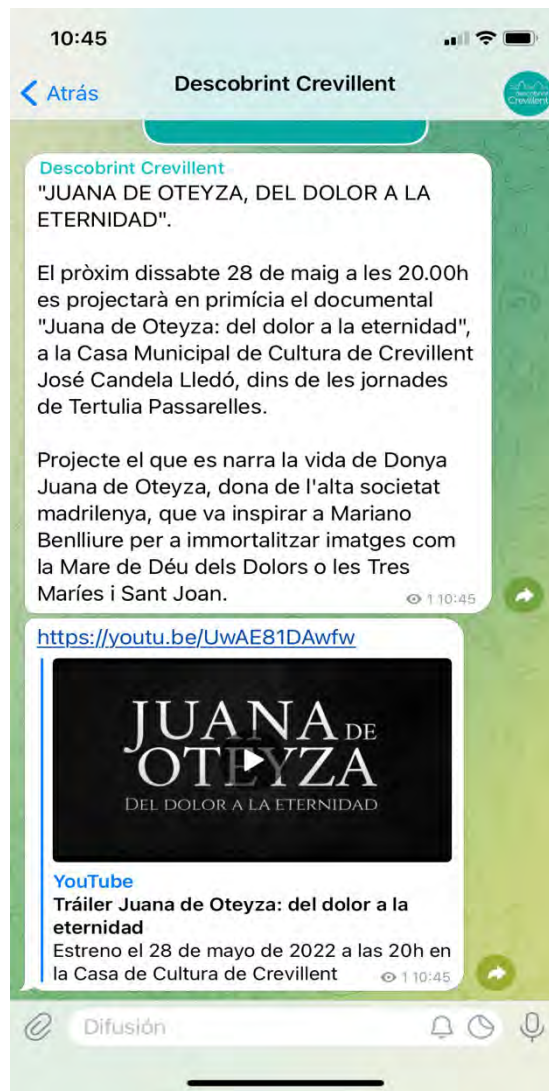 10:45
Atrás
Descobrint Crevillent
Descobrint Crevillent
"JUANA DE OTEYZA, DEL DOLOR A LA
ETERNIDAD".
El pròxim dissabte 28 de maig a les 20.00h
es projectarà en primícia el documental
"Juana de Oteyza: del dolor a la eternidad",
a la Casa Municipal de Cultura de Crevillent
José Candela Lledó, dins de les jornades
de Tertulia Passarelles.
Projecte el que es narra la vida de Donya
Juana de Oteyza, dona de l'alta societat
madrilenya, que va inspirar a Mariano
Benlliure per a immortalitzar imatges com
la Mare de Déu dels Dolors o les Tres
Maríes i Sant Joan.
1 10:45
https://youtu.be/UwAE81DAwfw
JUANA DE
OTEYZA
DEL DOLOR A LA ETERNIDAD
YouTube
Tráiler Juana de Oteyza: del dolor a la
eternidad
Estreno el 28 de mayo de 2022 a las 20h en
la Casa de Cultura de Crevillent
1 10:45
Difusión